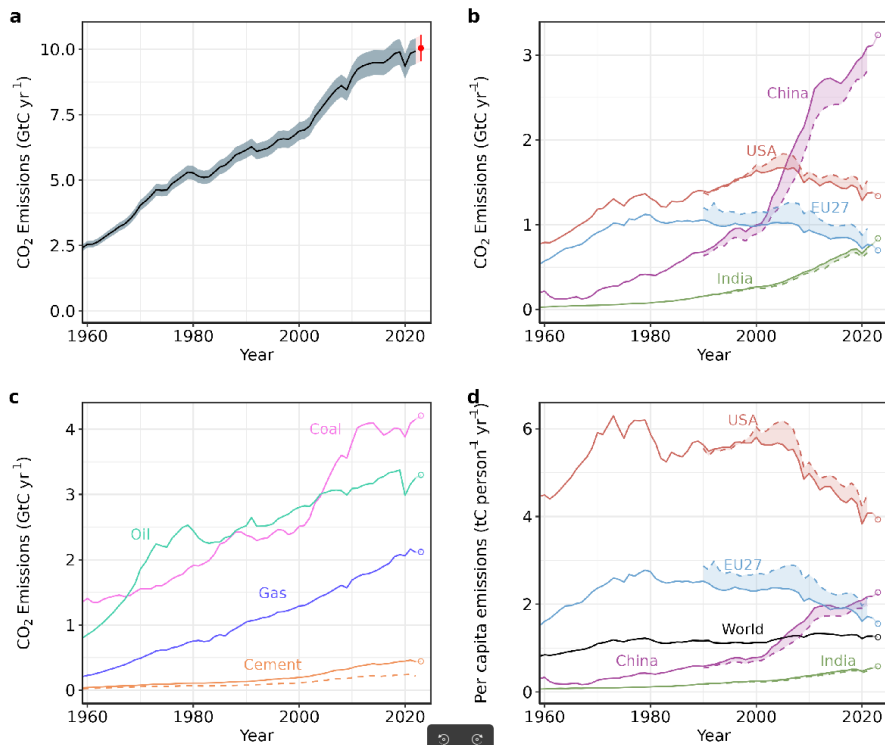 a
CO₂ Emissions (GtC yr⁻¹)
10.0
7.5
5.0
2.5
0.0
1960 1980 2000 2020
Year
b
CO₂ Emissions (GtC yr⁻¹)
3
2
1
0
China
USA
EU27
India
1960 1980 2000 2020
Year
c
CO₂ Emissions (GtC yr⁻¹)
4
3
2
1
0
Coal
Oil
Gas
Cement
1960 1980 2000 2020
Year
d
Per capita emissions (tC person⁻¹ yr⁻¹)
6
4
2
0
USA
EU27
World
China
India
1960 1980 2000 2020
Year